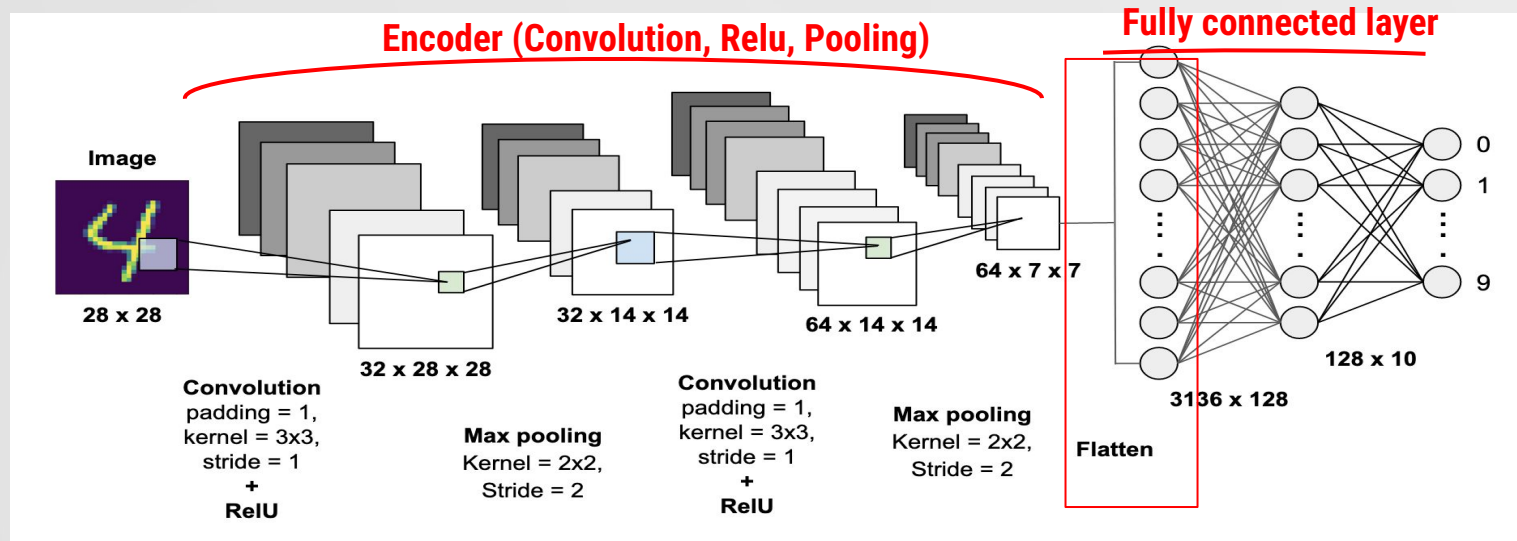 Encoder (Convolution, Relu, Pooling)
Fully connected layer
Image
28 x 28
32 x 28 x 28
Convolution
padding = 1,
kernel = 3x3,
stride = 1
+
RelU
32 x 14 x 14
Max pooling
Kernel = 2x2,
Stride = 2
64 x 14 x 14
Convolution
padding = 1,
kernel = 3x3,
stride = 1
+
RelU
64 x 7 x 7
Max pooling
Kernel = 2x2,
Stride = 2
Flatten
3136 x 128
128 x 10
0
1
9